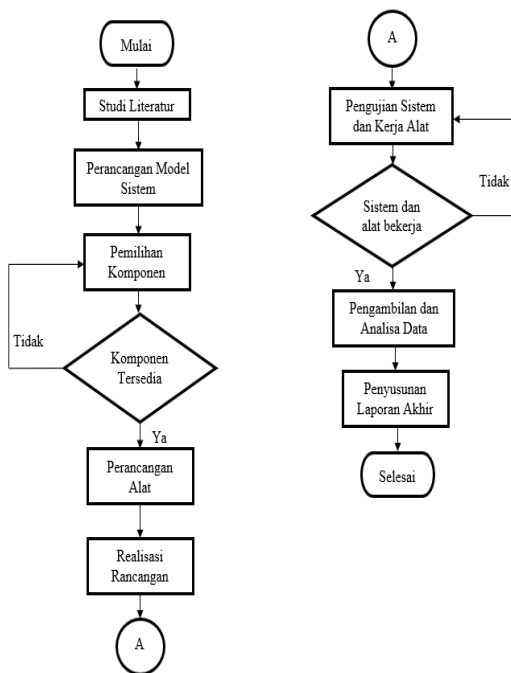 Mulai
Studi Literatur
Perancangan Model
Sistem
Pemilihan
Komponen
Tidak
Komponen
Tersedia
Ya
Perancangan
Alat
Realisasi
Rancangan
A
A
Pengujian Sistem
dan Kerja Alat
Tidak
Sistem dan
alat bekerja
Ya
Pengambilan dan
Analisa Data
Penyusunan
Laporan Akhir
Selesai